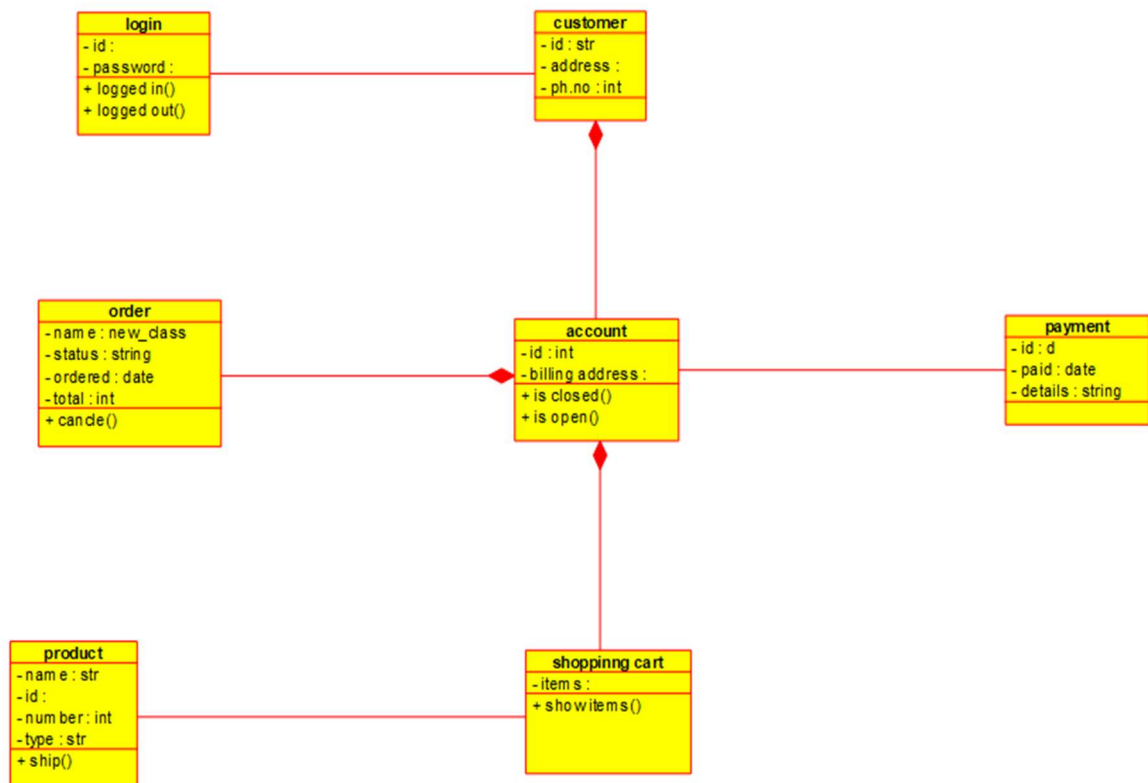 login
- id :
- password :
+ logged in()
+ logged out()
customer
- id : str
- address :
- ph.no : int
order
- name : new_class
- status : string
- ordered : date
- total : int
+ cancle()
account
- id : int
- billing address :
+ is closed()
+ is open()
payment
- id : d
- paid : date
- details : string
product
- name : str
- id :
- number : int
- type : str
+ ship()
shoppinng cart
- items :
+ showitems()